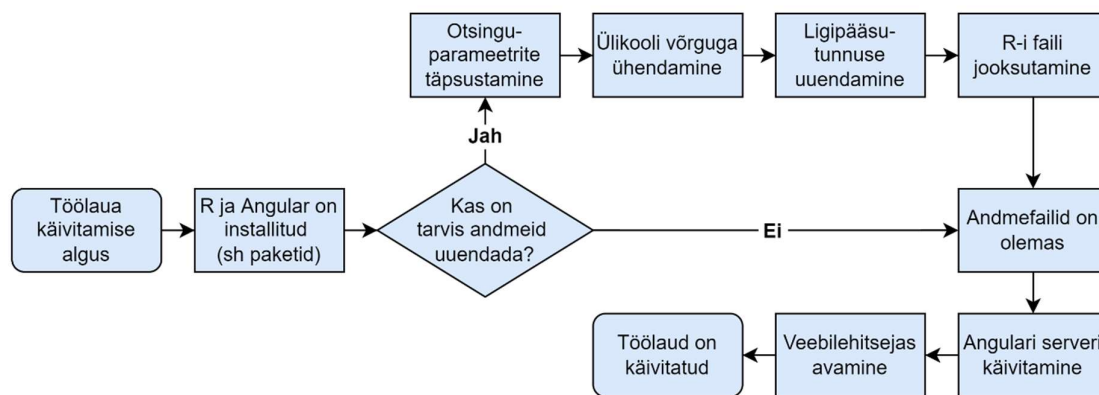 Töölaua
käivitamise
algus
R ja Angular on
installitud
(sh paketid)
Kas on
tarvis andmeid
uuendada?
Jah
Otsingu-
parameetrite
täpsustamine
Ülikooli võrguga
ühendamine
Ligipääsu-
tunnuse
uuendamine
R-i faili
jooksutamine
Ei
Andmefailid on
olemas
Angulari serveri
käivitamine
Veebilehitsejas
avamine
Töölaud on
käivitatud